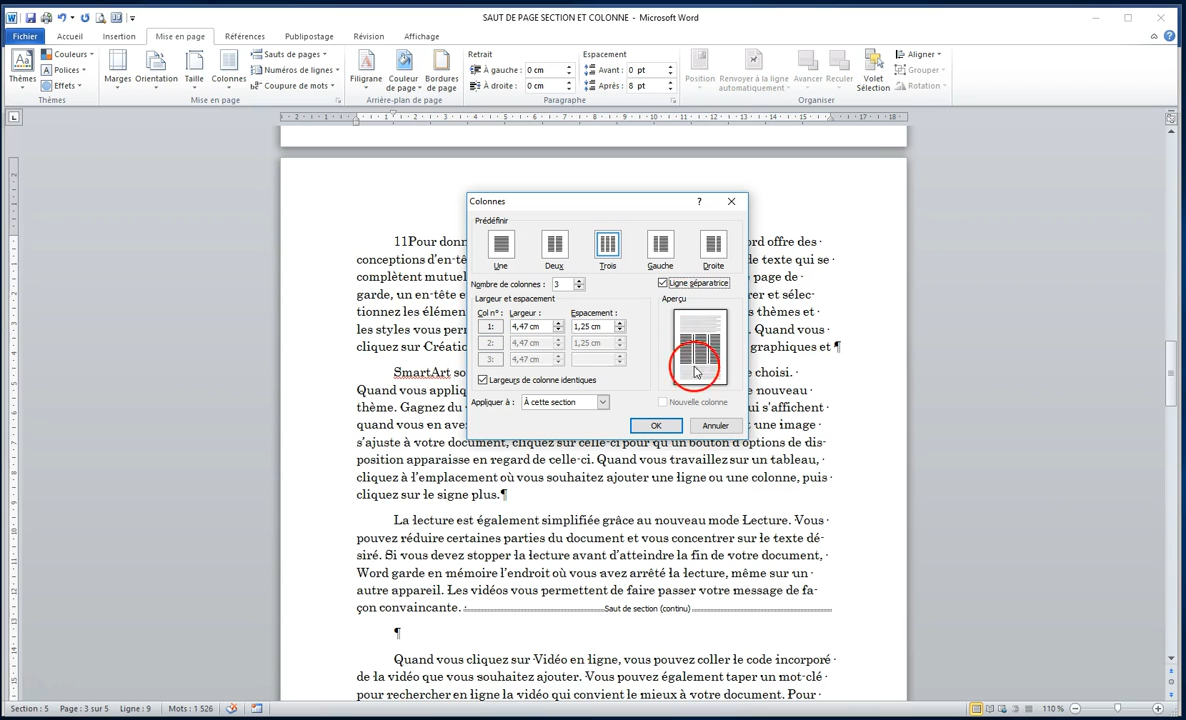 SAUT DE PAGE SECTION ET COLONNE - Microsoft Word
Fichier Accueil Insertion Mise en page Références Publipostage Révision Affichage
Thèmes
Couleurs
Polices
Effets
Thèmes
Marges Orientation Taille Colonnes
Sauts de pages
Numéros de lignes
Coupure de mots
Mise en page
Filigrane Couleur de page Bordures de page
Arrière-plan de page
Retrait Espacement
À gauche : 0 cm Avant : 0 pt
À droite : 0 cm Après : 8 pt
Paragraphe
Position Renvoyer à la ligne automatiquement Avancer Reculer Volet Sélection
Aligner
Grouper
Rotation
Organiser
Colonnes
Prédéfinir
Une Deux Trois Gauche Droite
Nombre de colonnes : 3
Ligne séparatrice
Largeur et espacement
Aperçu
Col n° : Largeur : Espacement :
1: 4,47 cm 1,25 cm
2: 4,47 cm 1,25 cm
3: 4,47 cm
Largeurs de colonne identiques
Appliquer à : À cette section
Nouvelle colonne
OK Annuler
11Pour donn ord offre des
conceptions d'en-tê de texte qui se
complètent mutuel page de
garde, un en-tête e rer et sélec-
tionnez les élémen s thèmes et
les styles vous perm . Quand vous
cliquez sur Créatio graphiques et ¶
SmartArt so choisi.
Quand vous appliq e nouveau
thème. Gagnez du ui s'affichent
quand vous en aver t une image
s'ajuste à votre document, cliquez sur celle-ci pour qu'un bouton d'options de dis-
position apparaisse en regard de celle-ci. Quand vous travaillez sur un tableau,
cliquez à l'emplacement où vous souhaitez ajouter une ligne ou une colonne, puis
cliquez sur le signe plus.¶
La lecture est également simplifiée grâce au nouveau mode Lecture. Vous
pouvez réduire certaines parties du document et vous concentrer sur le texte dé-
siré. Si vous devez stopper la lecture avant d'atteindre la fin de votre document,
Word garde en mémoire l'endroit où vous avez arrêté la lecture, même sur un
autre appareil. Les vidéos vous permettent de faire passer votre message de fa-
çon convaincante. Saut de section (continu)
¶
Quand vous cliquez sur Vidéo en ligne, vous pouvez coller le code incorporé
de la vidéo que vous souhaitez ajouter. Vous pouvez également taper un mot-clé
pour rechercher en ligne la vidéo qui convient le mieux à votre document. Pour
Section : 5 Page : 3 sur 5 Ligne : 9 Mots : 1 526 110 %